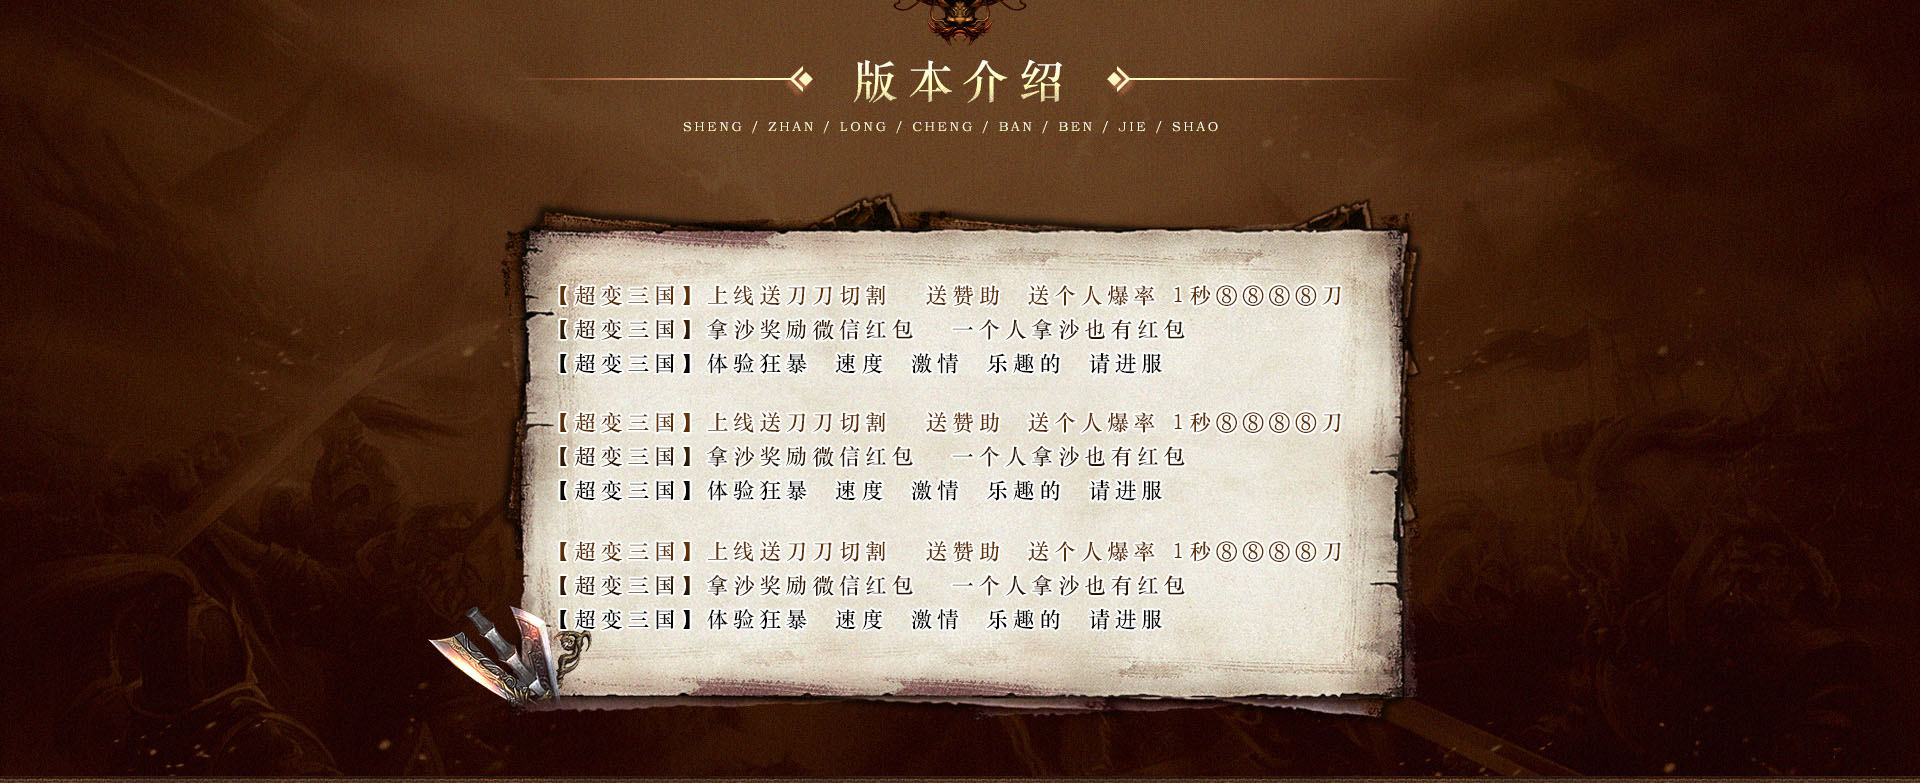 版本介绍
SHENG / ZHAN / LONG / CHENG / BAN / BEN / JIE / SHAO
【超变三国】上线送刀刀切割 送赞助 送个人爆率 1秒⑧⑧⑧⑧刀
【超变三国】拿沙奖励微信红包 一个人拿沙也有红包
【超变三国】体验狂暴 速度 激情 乐趣的 请进服
【超变三国】上线送刀刀切割 送赞助 送个人爆率 1秒⑧⑧⑧⑧刀
【超变三国】拿沙奖励微信红包 一个人拿沙也有红包
【超变三国】体验狂暴 速度 激情 乐趣的 请进服
【超变三国】上线送刀刀切割 送赞助 送个人爆率 1秒⑧⑧⑧⑧刀
【超变三国】拿沙奖励微信红包 一个人拿沙也有红包
【超变三国】体验狂暴 速度 激情 乐趣的 请进服